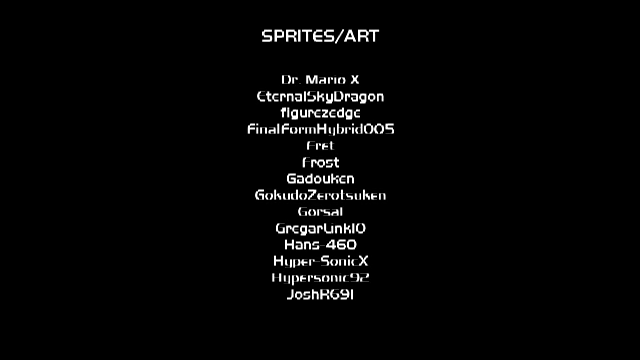 SPRITES/ART
Dr. Mario X
EternalSkyDragon
figurezedge
FinalFormHybrid005
Fret
Frost
Gadouken
GokudoZerotsuken
Gorsal
GregarLink10
Hans-460
Hyper-SonicX
Hypersonic92
JoshR691